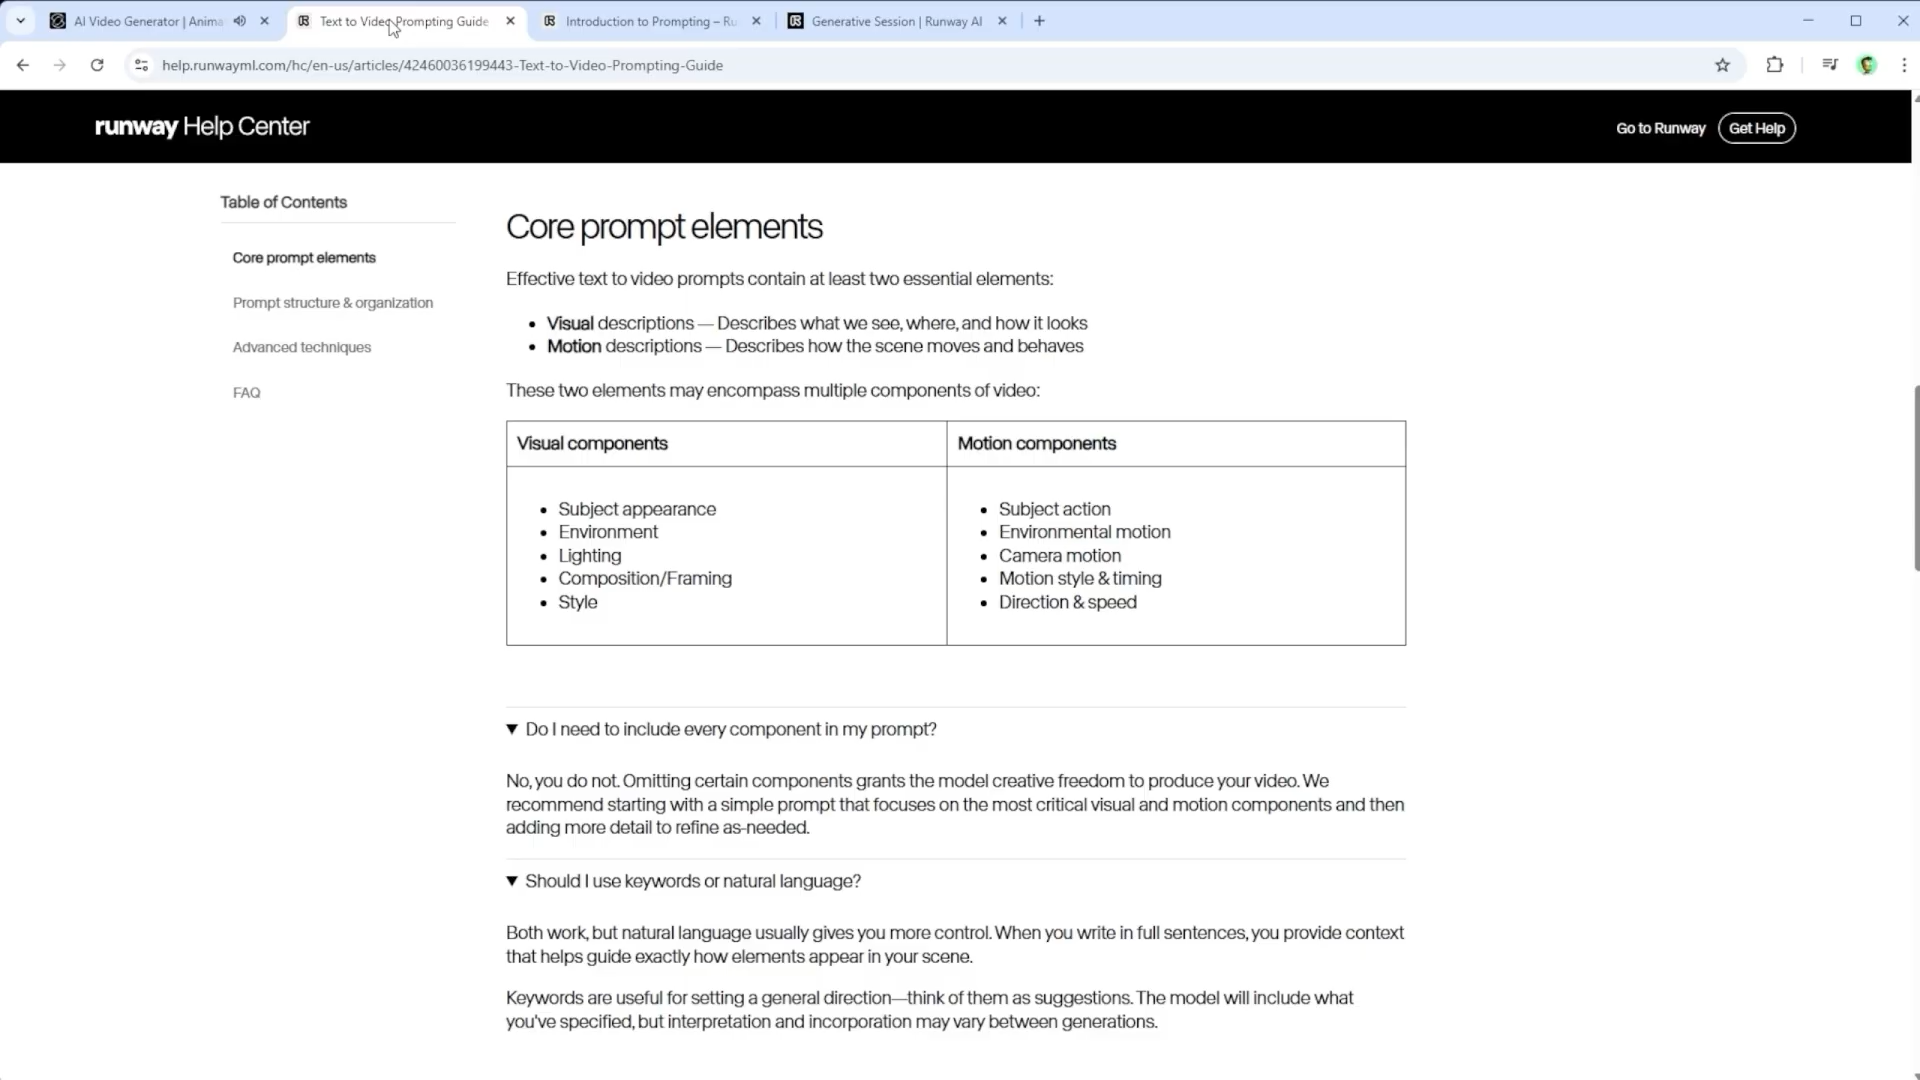 AI Video Generator | Anima
Text to Video Prompting Guide
Introduction to Prompting – Ru
Generative Session | Runway AI
help.runwayml.com/hc/en-us/articles/42460036199443-Text-to-Video-Prompting-Guide
runway Help Center
Go to Runway
Get Help
Table of Contents
Core prompt elements
Prompt structure & organization
Advanced techniques
FAQ
Core prompt elements
Effective text to video prompts contain at least two essential elements:
• Visual descriptions — Describes what we see, where, and how it looks
• Motion descriptions — Describes how the scene moves and behaves
These two elements may encompass multiple components of video:
Visual components
• Subject appearance
• Environment
• Lighting
• Composition/Framing
• Style
Motion components
• Subject action
• Environmental motion
• Camera motion
• Motion style & timing
• Direction & speed
▼ Do I need to include every component in my prompt?
No, you do not. Omitting certain components grants the model creative freedom to produce your video. We
recommend starting with a simple prompt that focuses on the most critical visual and motion components and then
adding more detail to refine as-needed.
▼ Should I use keywords or natural language?
Both work, but natural language usually gives you more control. When you write in full sentences, you provide context
that helps guide exactly how elements appear in your scene.
Keywords are useful for setting a general direction—think of them as suggestions. The model will include what
you've specified, but interpretation and incorporation may vary between generations.